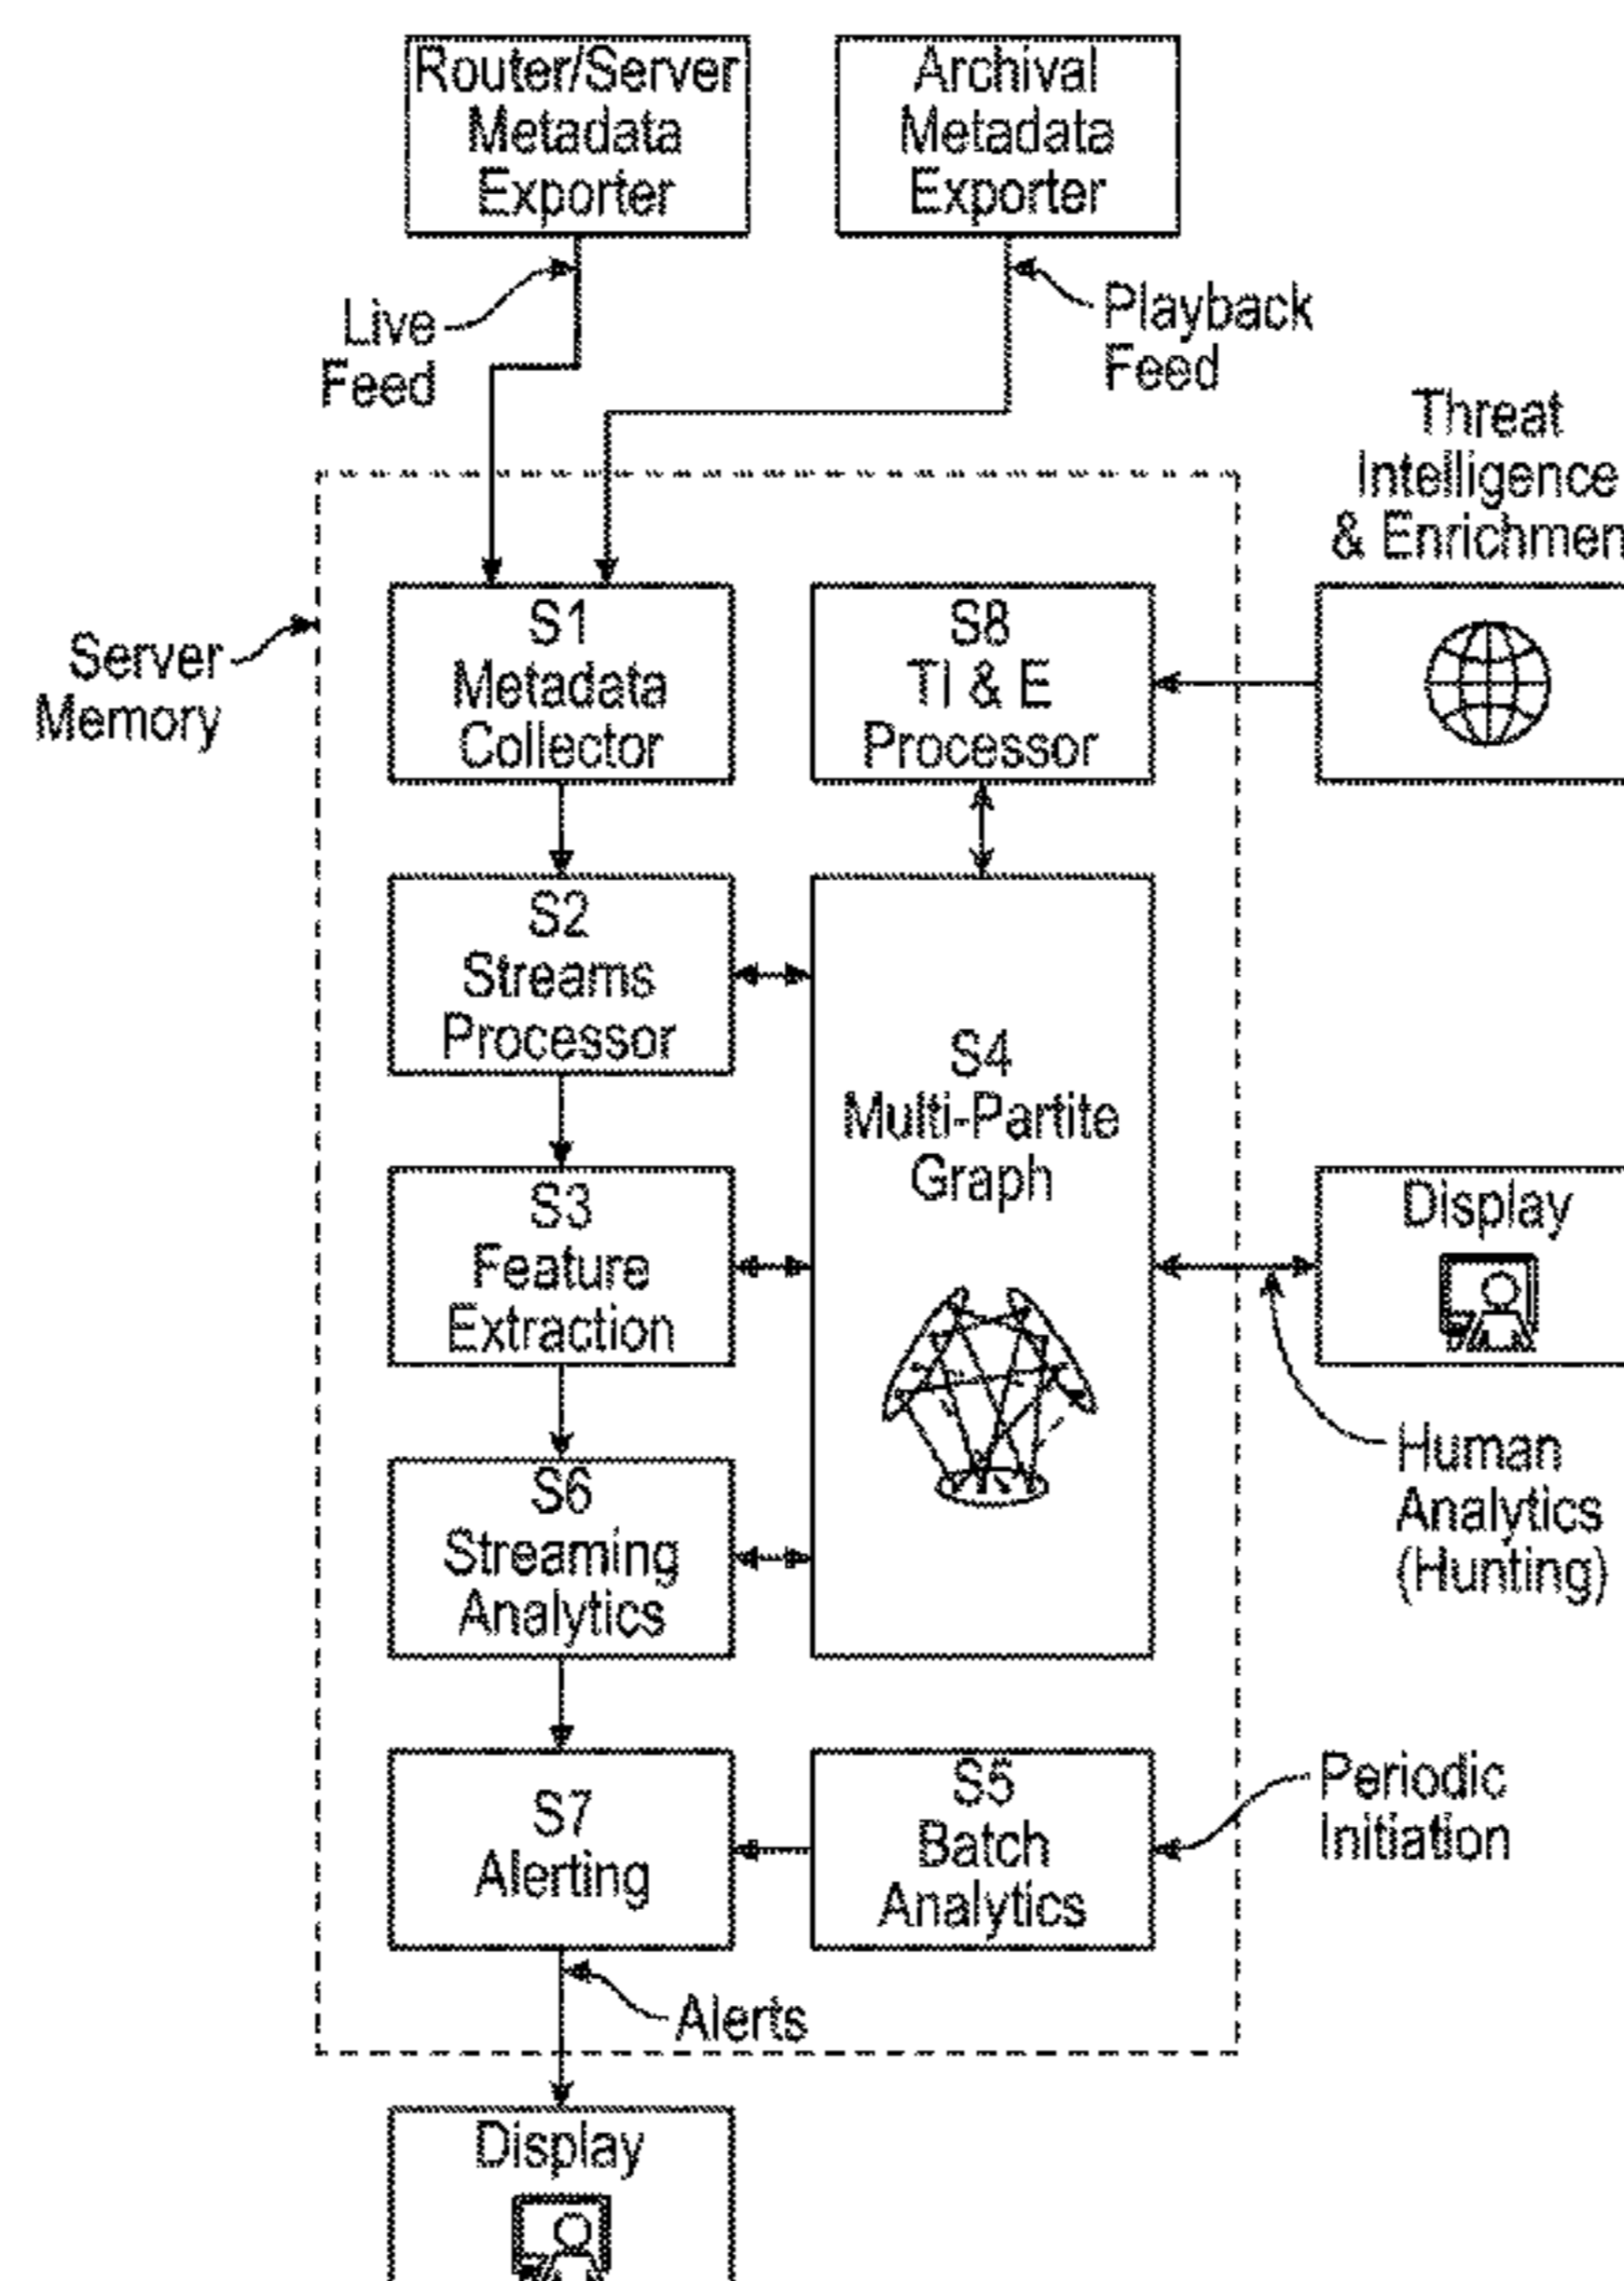 Router/Server
Metadata
Exporter
Archival
Metadata
Exporter
Live
Feed
Playback
Feed
Threat
Intelligence
& Enrichmen
Server
Memory
S1
Metadata
Collector
S8
TI & E
Processor
S2
Streams
Processor
S4
Multi-Partite
Graph
S3
Feature
Extraction
Display
Human
Analytics
(Hunting)
S6
Streaming
Analytics
S7
Alerting
S5
Batch
Analytics
Periodic
Initiation
Alerts
Display